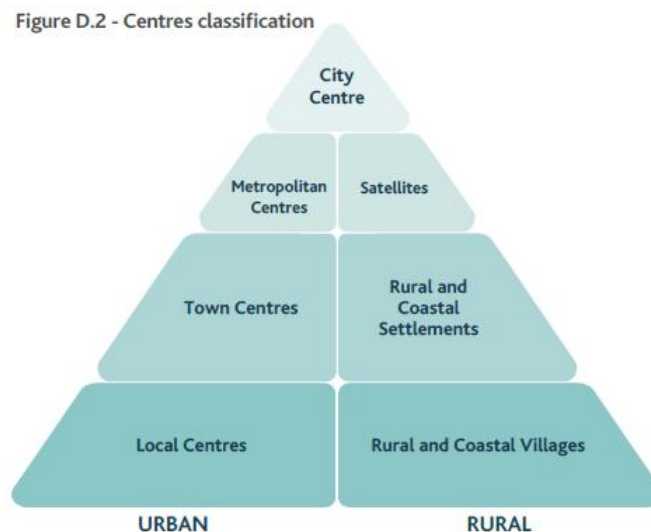 Figure D.2 - Centres classification
City
Centre
Metropolitan
Centres
Satellites
Town Centres
Rural and
Coastal
Settlements
Local Centres
Rural and Coastal Villages
URBAN
RURAL